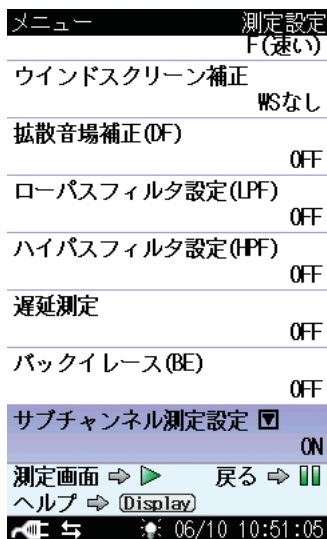 メニュー 測定設定
F(速い)
ウインドスクリーン補正
WSなし
拡散音場補正(DF)
OFF
ローパスフィルタ設定(LPF)
OFF
ハイパスフィルタ設定(HPF)
OFF
遅延測定
OFF
バックイレース(BE)
OFF
サブチャンネル測定設定 ▼
ON
測定画面 ⇨ ▷ 戻る ⇨
ヘルプ ⇨ Display
06/10 10:51:05